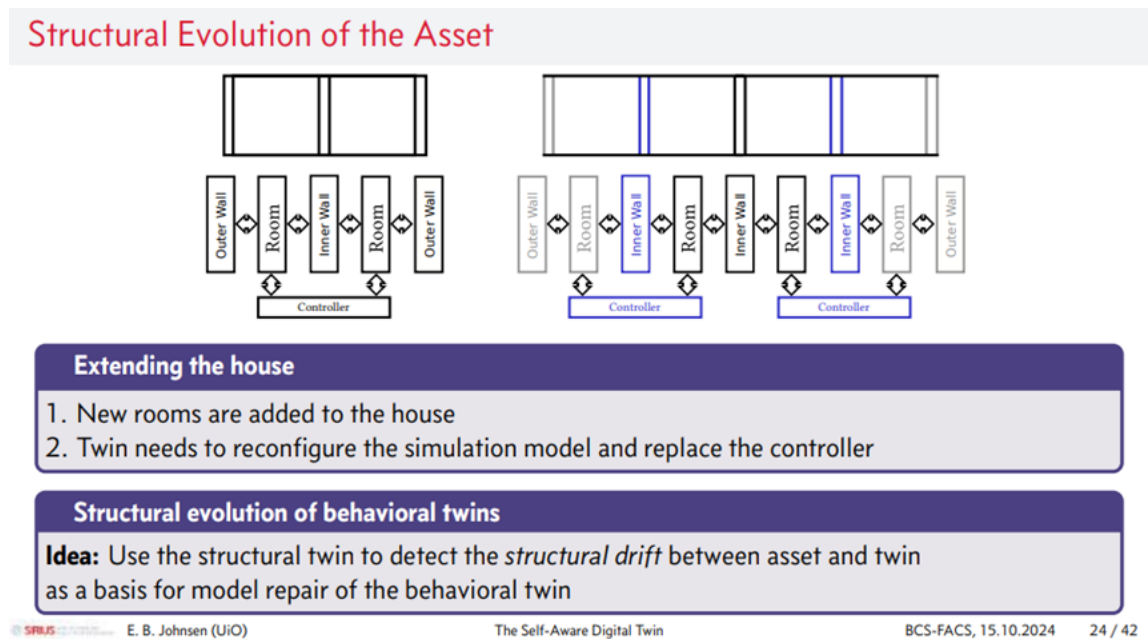 Structural Evolution of the Asset
Outer Wall
Room
Inner Wall
Room
Outer Wall
Controller
Outer Wall
Room
Inner Wall
Room
Inner Wall
Room
Inner Wall
Room
Outer Wall
Controller
Controller
Extending the house
1. New rooms are added to the house
2. Twin needs to reconfigure the simulation model and replace the controller
Structural evolution of behavioral twins
Idea: Use the structural twin to detect the structural drift between asset and twin
as a basis for model repair of the behavioral twin
SIRIUS
E. B. Johnsen (UiO)
The Self-Aware Digital Twin
BCS-FACS, 15.10.2024
24 / 42